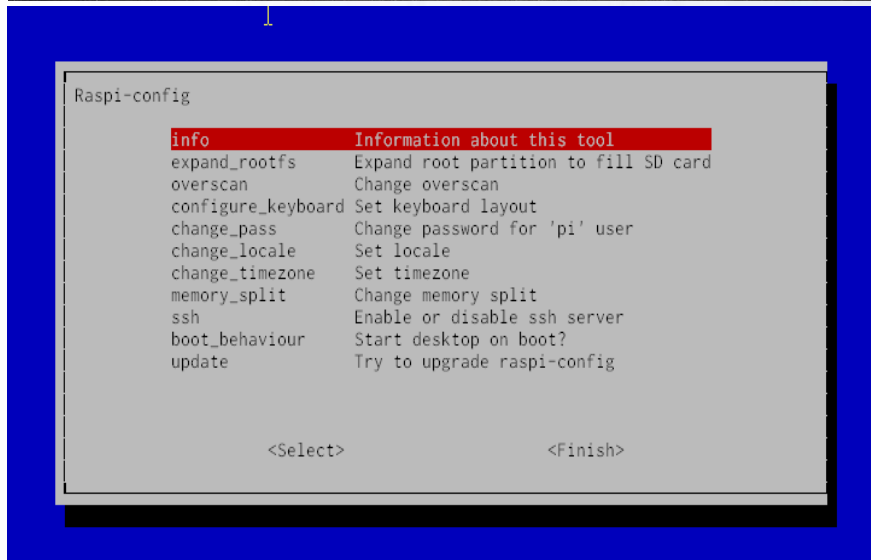 Raspi-config
info Information about this tool
expand_rootfs Expand root partition to fill SD card
overscan Change overscan
configure_keyboard Set keyboard layout
change_pass Change password for 'pi' user
change_locale Set locale
change_timezone Set timezone
memory_split Change memory split
ssh Enable or disable ssh server
boot_behaviour Start desktop on boot?
update Try to upgrade raspi-config
<Select> <Finish>